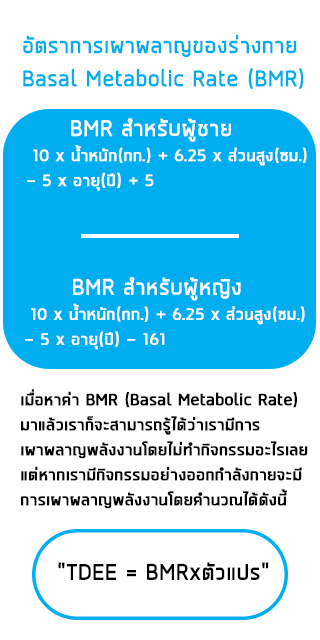 อัตราการเผาผลาญของร่างกาย
Basal Metabolic Rate (BMR)
BMR สำหรับผู้ชาย
10 x น้ำหนัก(กก.) + 6.25 x ส่วนสูง(ซม.)
– 5 x อายุ(ปี) + 5
BMR สำหรับผู้หญิง
10 x น้ำหนัก(กก.) + 6.25 x ส่วนสูง(ซม.)
– 5 x อายุ(ปี) – 161
เมื่อหาค่า BMR (Basal Metabolic Rate)
มาแล้วเราก็จะสามารถรู้ได้ว่าเรามีการ
เผาผลาญพลังงานโดยไม่ทำกิจกรรมอะไรเลย
แต่หากเรามีกิจกรรมอย่างออกกำลังกายจะมี
การเผาผลาญพลังงานโดยคำนวณได้ดังนี้
"TDEE = BMRxตัวแปร"